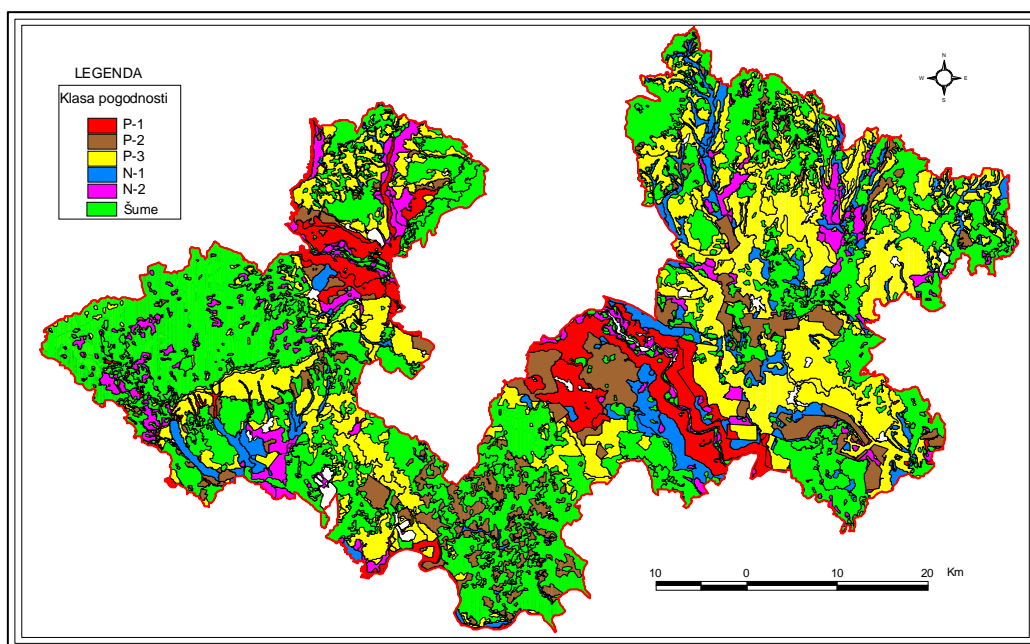 LEGENDA
Klasa pogodnosti
P-1
P-2
P-3
N-1
N-2
Šume
N
W E
S
10 0 10 20 Km